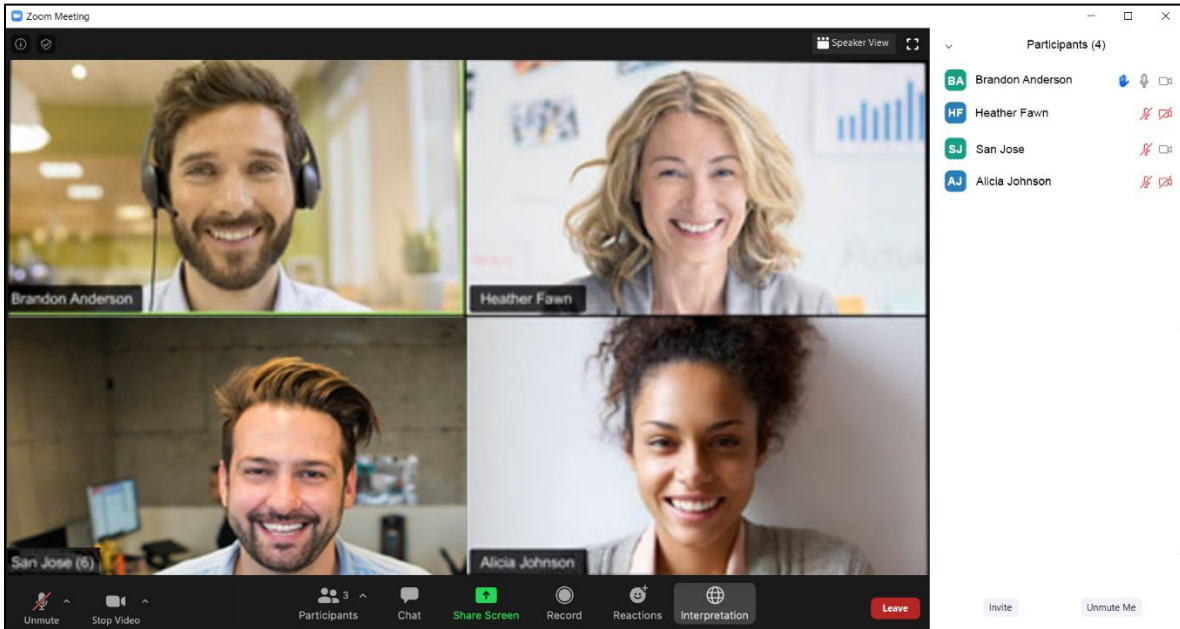 Zoom Meeting
Speaker View
Participants (4)
BA Brandon Anderson
HF Heather Fawn
SJ San Jose
AJ Alicia Johnson
Brandon Anderson
Heather Fawn
San Jose (6)
Alicia Johnson
Unmute
Stop Video
3
Participants
Chat
Share Screen
Record
Reactions
Interpretation
Leave
Invite
Unmute Me